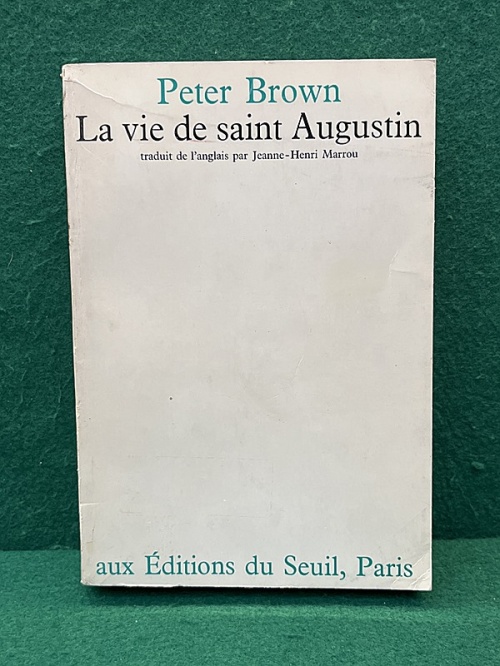 Peter Brown
La vie de saint Augustin
traduit de l'anglais par Jeanne-Henri Marrou
aux Éditions du Seuil, Paris